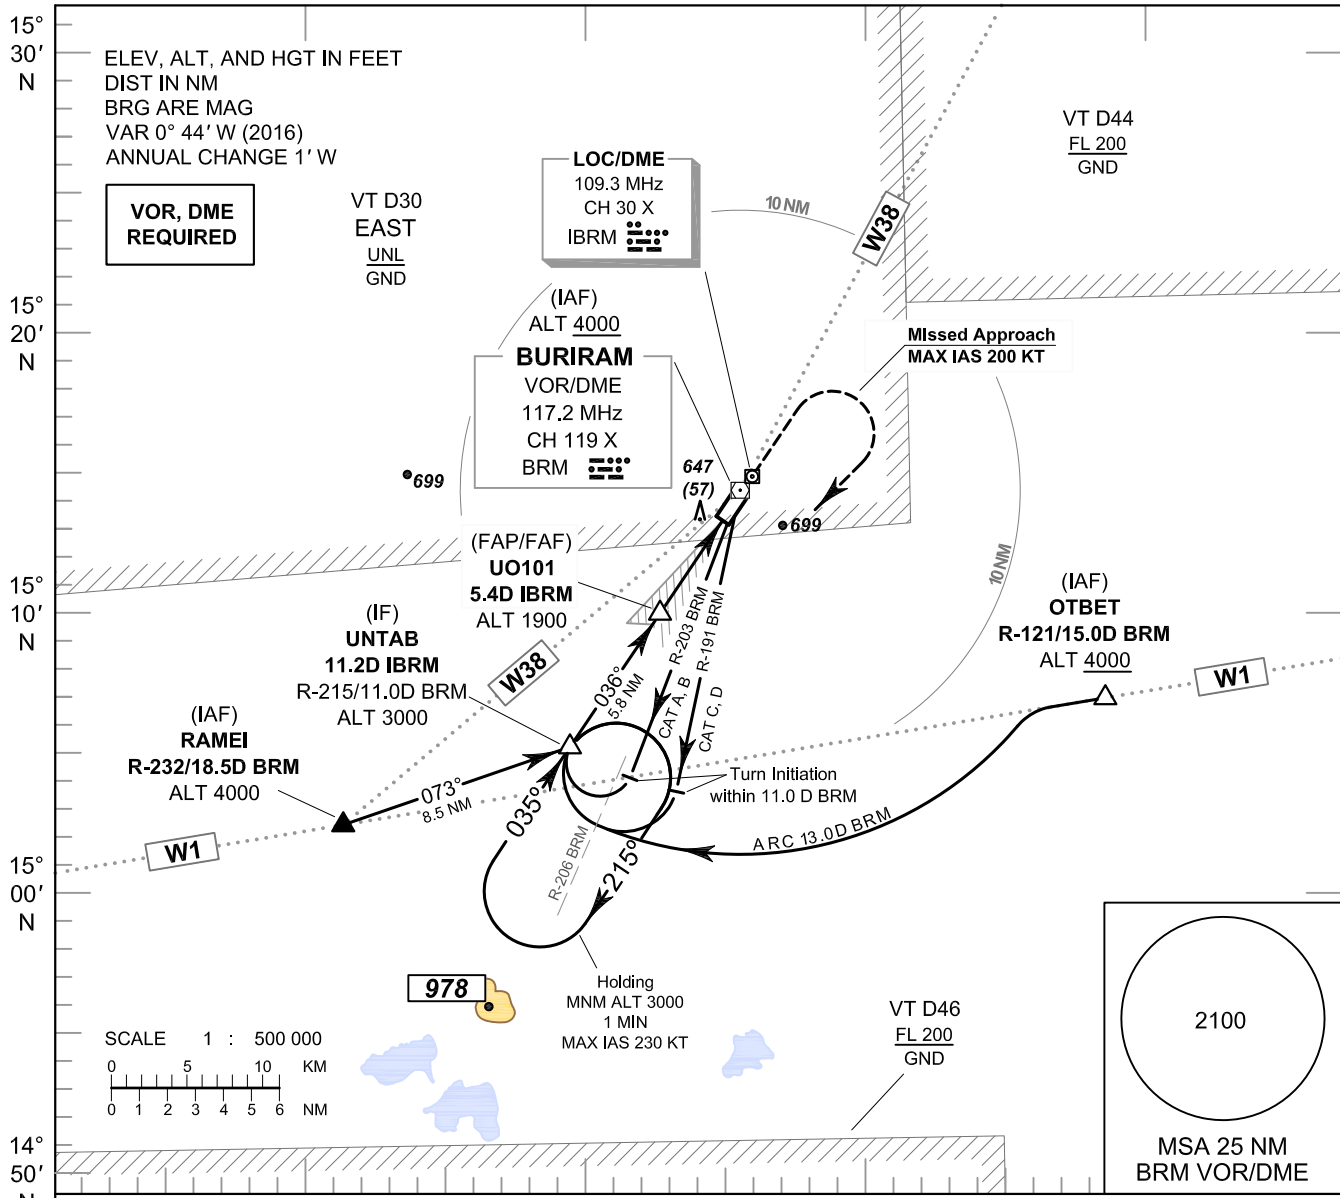 15°
30′
N
ELEV, ALT, AND HGT IN FEET
DIST IN NM
BRG ARE MAG
VAR 0° 44′ W (2016)
ANNUAL CHANGE 1′ W
VOR, DME
REQUIRED
VT D30
EAST
UNL
GND
LOC/DME
109.3 MHz
CH 30 X
IBRM
10 NM
W38
VT D44
FL 200
GND
15°
20′
N
(IAF)
ALT 4000
BURIRAM
VOR/DME
117.2 MHz
CH 119 X
BRM
MIssed Approach
MAX IAS 200 KT
699
647
(57)
699
10 NM
15°
10′
N
(FAP/FAF)
UO101
5.4D IBRM
ALT 1900
(IF)
UNTAB
11.2D IBRM
R-215/11.0D BRM
ALT 3000
W38
036°
5.8 NM
R-203 BRM
CAT A, B
R-191 BRM
CAT C, D
(IAF)
OTBET
R-121/15.0D BRM
ALT 4000
W1
(IAF)
RAMEI
R-232/18.5D BRM
ALT 4000
073°
8.5 NM
Turn Initiation
within 11.0 D BRM
035°
R-206 BRM
215°
ARC 13.0D BRM
W1
15°
00′
N
978
Holding
MNM ALT 3000
1 MIN
MAX IAS 230 KT
VT D46
FL 200
GND
2100
MSA 25 NM
BRM VOR/DME
SCALE 1 : 500 000
0 5 10 KM
0 1 2 3 4 5 6 NM
14°
50′
N